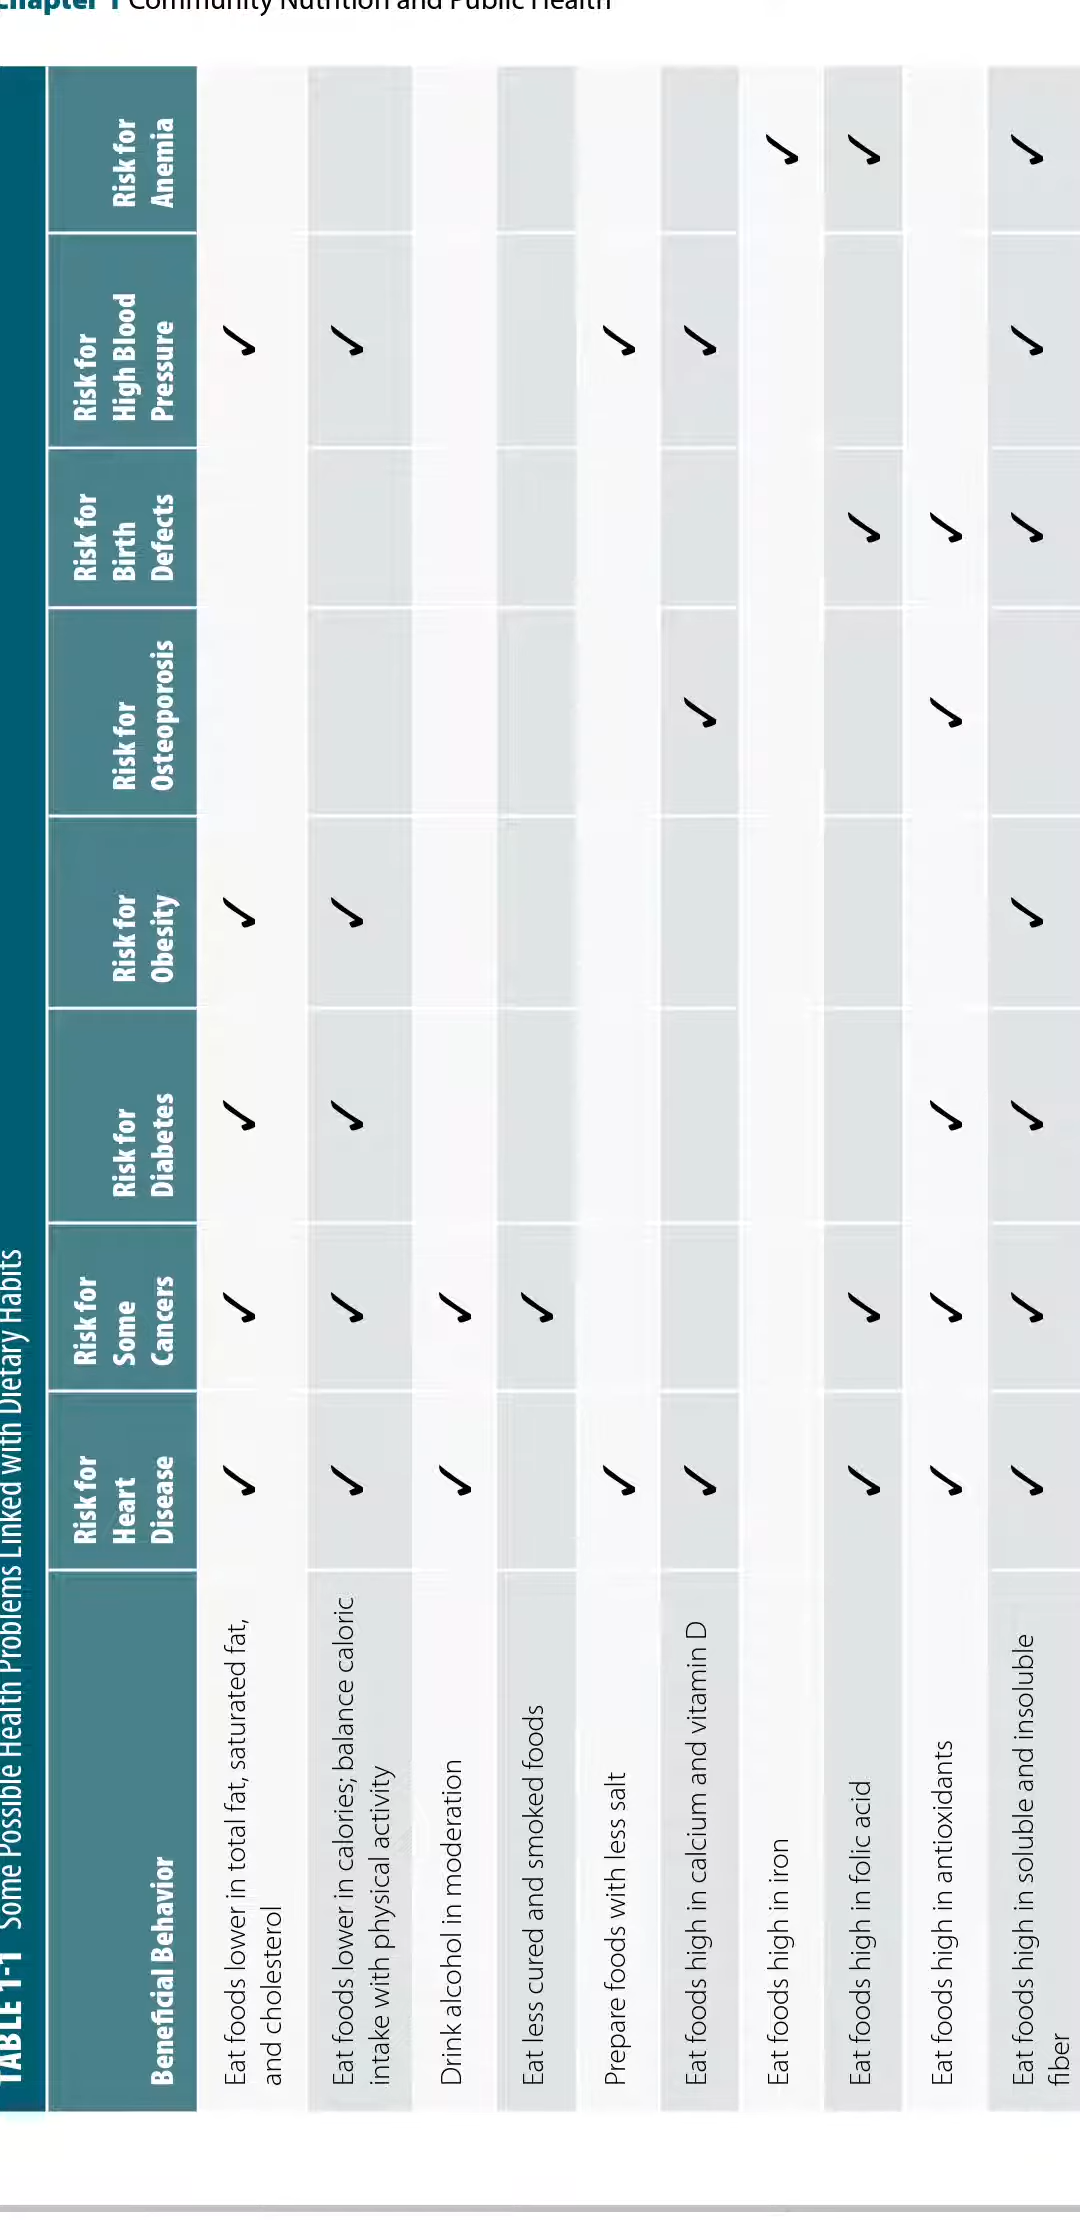 Chapter 1 Community Nutrition and Public Health
TABLE 1-1 Some Possible Health Problems Linked with Dietary Habits
Beneficial Behavior
Risk for
Heart
Disease
Risk for
Some
Cancers
Risk for
Diabetes
Risk for
Obesity
Risk for
Osteoporosis
Risk for
Birth
Defects
Risk for
High Blood
Pressure
Risk for
Anemia
Eat foods lower in total fat, saturated fat,
and cholesterol
✓ ✓ ✓ ✓ ✓
Eat foods lower in calories; balance caloric
intake with physical activity
✓ ✓ ✓ ✓ ✓
Drink alcohol in moderation
✓ ✓
Eat less cured and smoked foods
✓
Prepare foods with less salt
✓ ✓
Eat foods high in calcium and vitamin D
✓ ✓ ✓
Eat foods high in iron
✓
Eat foods high in folic acid
✓ ✓ ✓ ✓
Eat foods high in antioxidants
✓ ✓ ✓ ✓ ✓
Eat foods high in soluble and insoluble
fiber
✓ ✓ ✓ ✓ ✓ ✓ ✓